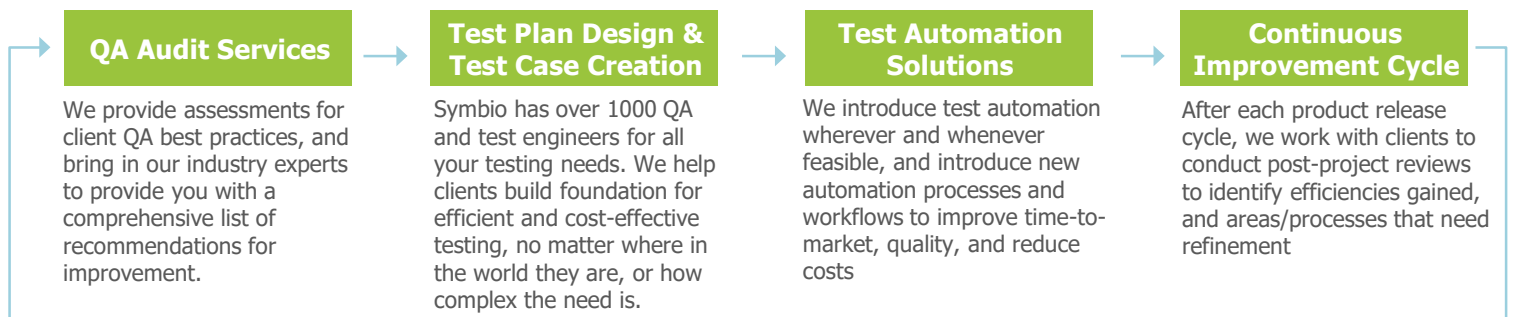 QA Audit Services
We provide assessments for
client QA best practices, and
bring in our industry experts
to provide you with a
comprehensive list of
recommendations for
improvement.
Test Plan Design &
Test Case Creation
Symbio has over 1000 QA
and test engineers for all
your testing needs. We help
clients build foundation for
efficient and cost-effective
testing, no matter where in
the world they are, or how
complex the need is.
Test Automation
Solutions
We introduce test automation
wherever and whenever
feasible, and introduce new
automation processes and
workflows to improve time-to-
market, quality, and reduce
costs
Continuous
Improvement Cycle
After each product release
cycle, we work with clients to
conduct post-project reviews
to identify efficiencies gained,
and areas/processes that need
refinement